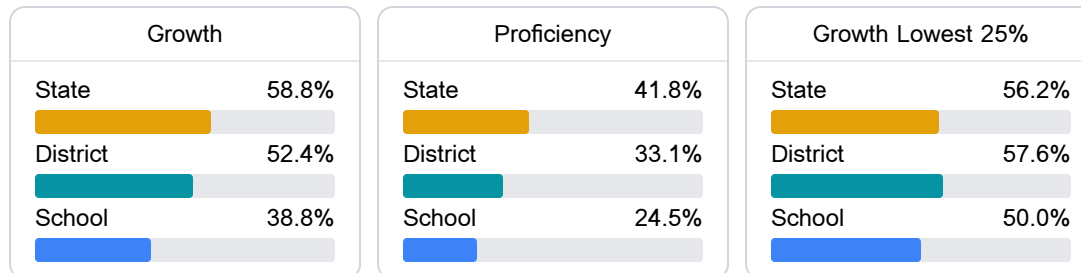 Growth
State 58.8%
District 52.4%
School 38.8%
Proficiency
State 41.8%
District 33.1%
School 24.5%
Growth Lowest 25%
State 56.2%
District 57.6%
School 50.0%